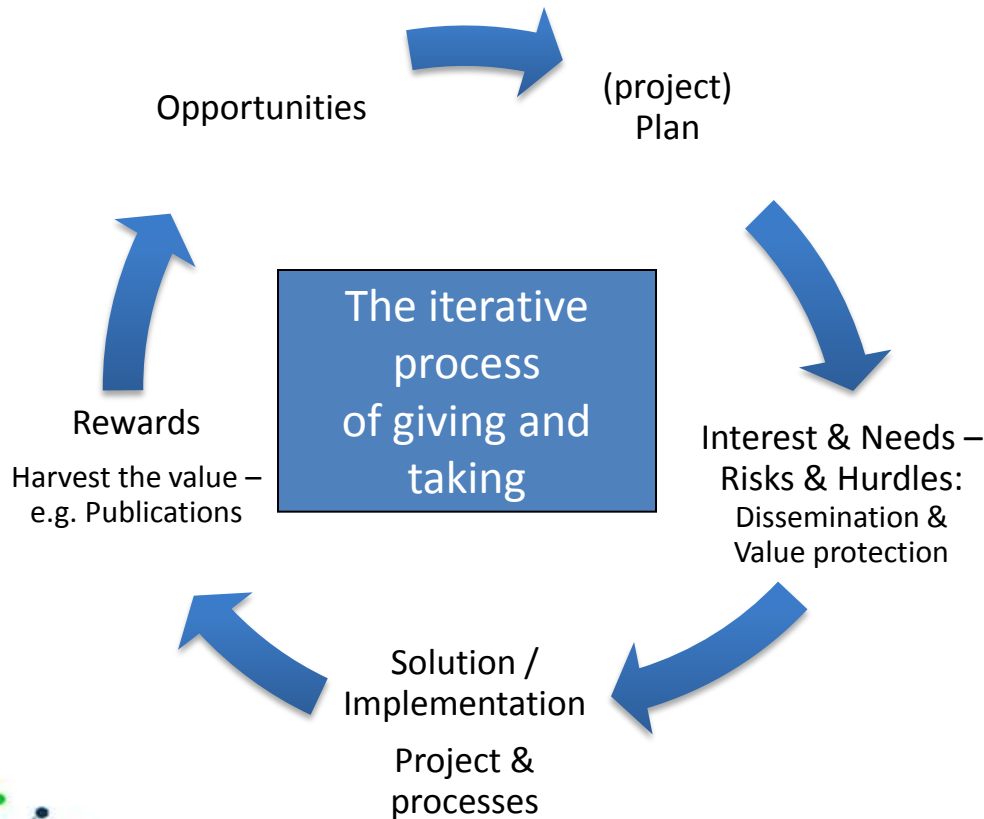 Opportunities
(project)
Plan
Interest & Needs –
Risks & Hurdles:
Dissemination &
Value protection
Solution /
Implementation
Project &
processes
Rewards
Harvest the value –
e.g. Publications
The iterative
process
of giving and
taking